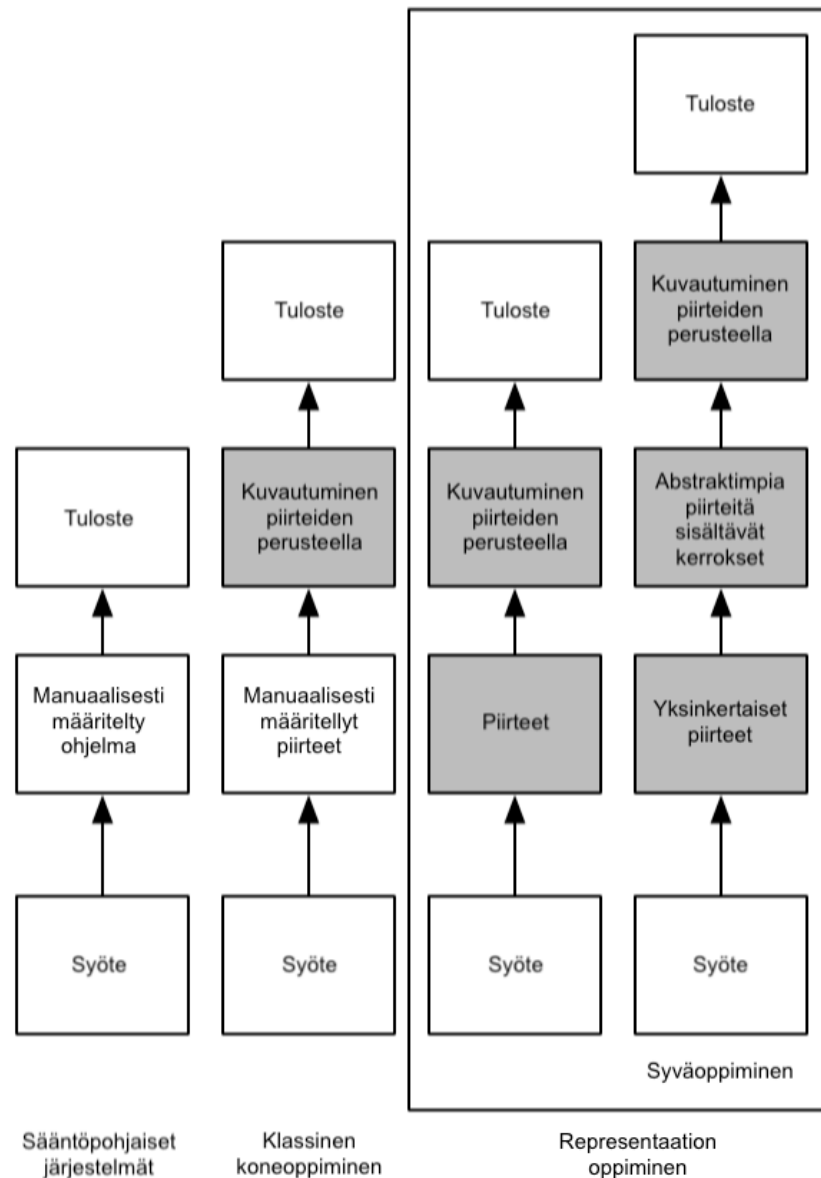 Tuloste
Tuloste
Kuvautuminen
piirteiden
perusteella
Tuloste
Kuvautuminen
piirteiden
perusteella
Abstraktimpia
piirteitä
sisältävät
kerrokset
Tuloste
Kuvautuminen
piirteiden
perusteella
Manuaalisesti
määritelty
ohjelma
Manuaalisesti
määritellyt
piirteet
Piirteet
Yksinkertaiset
piirteet
Syöte
Syöte
Syöte
Syöte
Syväoppiminen
Sääntöpohjaiset
järjestelmät
Klassinen
koneoppiminen
Representaation
oppiminen